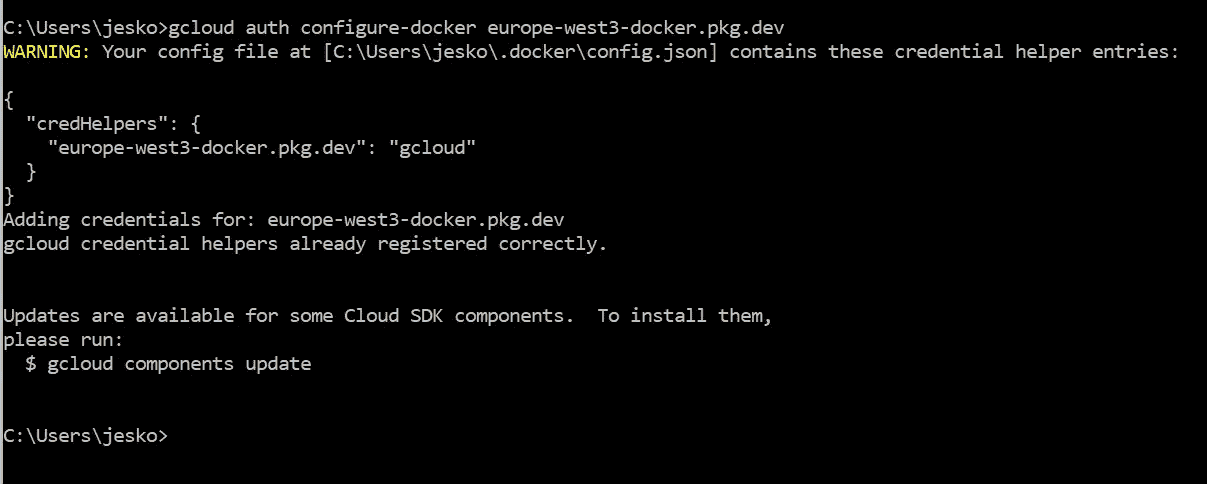 C:\Users\jesko>gcloud auth configure-docker europe-west3-docker.pkg.dev
WARNING: Your config file at [C:\Users\jesko\.docker\config.json] contains these credential helper entries:
{
  "credHelpers": {
    "europe-west3-docker.pkg.dev": "gcloud"
  }
}
Adding credentials for: europe-west3-docker.pkg.dev
gcloud credential helpers already registered correctly.
Updates are available for some Cloud SDK components.  To install them,
please run:
  $ gcloud components update
C:\Users\jesko>